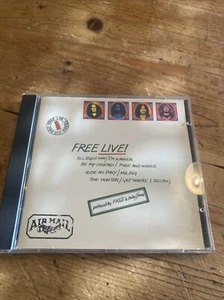 FREE LIVE!
ALL RIGHT NOW/I'M A MOVER
BE MY FRIEND/FIRE AND WATER
RIDE ON PONY/MR. BIG
THE HUNTER/GET WHERE I BELONG
AIR MAIL